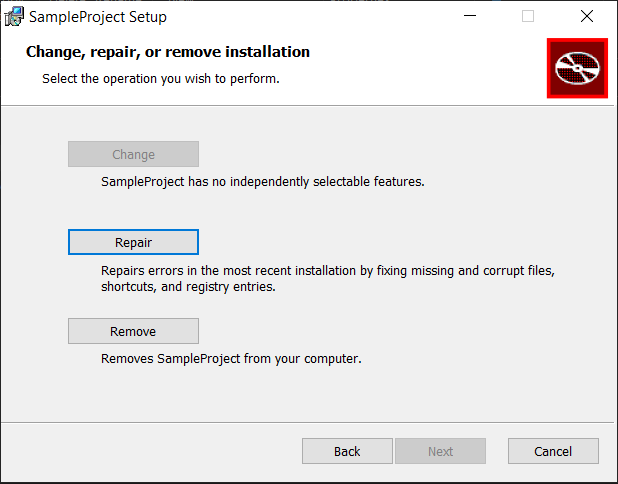 SampleProject Setup
Change, repair, or remove installation
Select the operation you wish to perform.
Change
SampleProject has no independently selectable features.
Repair
Repairs errors in the most recent installation by fixing missing and corrupt files,
shortcuts, and registry entries.
Remove
Removes SampleProject from your computer.
Back
Next
Cancel